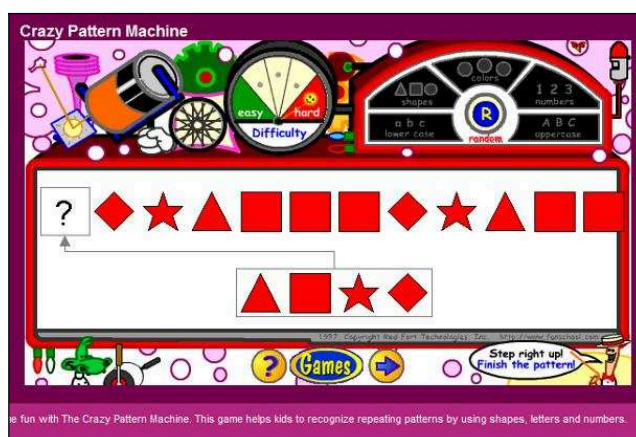 Crazy Pattern Machine
easy
hard
Difficulty
colors
shapes
1 2 3
numbers
a b c
lower case
R
random
A B C
uppercase
?
1997, Copyright Red Fort Technologies, Inc. http://www.funschool.com
?
Games
Step right up!
Finish the pattern!
e fun with The Crazy Pattern Machine. This game helps kids to recognize repeating patterns by using shapes, letters and numbers.